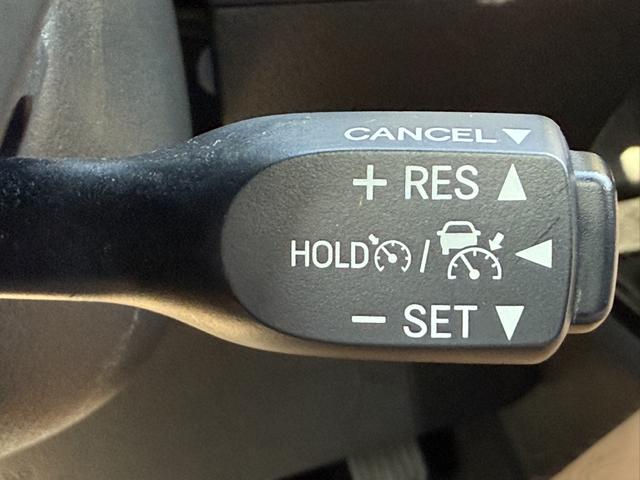 CANCEL ▼
+ RES ▲
HOLD / ◀
− SET ▼